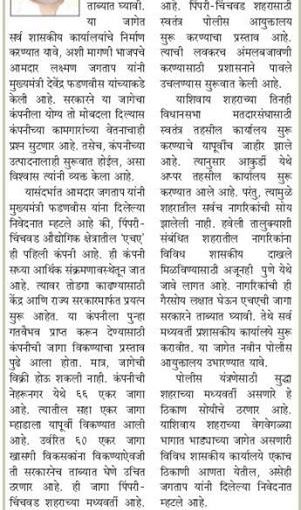 ताब्यात घ्यावी.
या जागेत
सर्व शासकीय कार्यालयांचे निर्माण
करण्यात यावे, अशी मागणी भाजपचे
आमदार लक्ष्मण जगताप यांनी
मुख्यमंत्री देवेंद्र फडणवीस यांच्याकडे
केली आहे. सरकारने या जागेचा
कंपनीला योग्य तो मोबदला दिल्यास
कंपनीच्या कामगारांच्या वेतनाचाही
प्रश्न सुटणार आहे. तसेच, कंपनीच्या
उत्पादनालाही सुरुवात होईल, असा
विश्वास त्यांनी व्यक्त केला आहे.
यासंदर्भात आमदार जगताप यांनी
मुख्यमंत्री फडणवीस यांना दिलेल्या
निवेदनात म्हटले आहे की, पिंपरी-
चिंचवड औद्योगिक क्षेत्रातील 'एचए'
ही पहिली कंपनी आहे. ही कंपनी
सध्या आर्थिक संक्रमणावस्थेतून जात
आहे. त्यावर तोडगा काढण्यासाठी
केंद्र आणि राज्य सरकारमार्फत प्रयत्न
सुरू आहेत. या कंपनीला पुन्हा
गतवैभव प्राप्त करून देण्यासाठी
कंपनीची जागा विकण्याचा प्रस्ताव
पुढे आला होता. मात्र, जागेची
विक्री होऊ शकली नाही. कंपनीची
नेहरूनगर येथे ६६ एकर जागा
आहे. त्यातील सहा एकर जागा
म्हाडाला यापूर्वी विकण्यात आली
आहे. उर्वरित ६० एकर जागा
खासगी विकसकांना विकण्याऐवजी
ती सरकारनेच ताब्यात घेणे उचित
ठरणार आहे. ही जागा पिंपरी-
चिंचवड शहराच्या मध्यवर्ती आहे.
आहे. पिंपरी-चिंचवड शहरासाठी
स्वतंत्र पोलीस आयुक्तालय
सुरू करण्याचा प्रस्ताव आहे.
त्याची लवकरच अंमलबजावणी
करण्यासाठी प्रशासनाने पावले
उचलण्यास सुरूवात केली आहे.
याशिवाय शहराच्या तिन्ही
विधानसभा मतदारसंघासाठी
स्वतंत्र तहसील कार्यालय सुरू
करण्याचे यापूर्वीच जाहीर झाले
आहे. त्यानुसार आकुर्डी येथे
अप्पर तहसील कार्यालय सुरू
करण्यात आले आहे. परंतु, त्यामुळे
शहरातील सर्वच नागरिकांची सोय
झालेली नाही. हवेली तालुक्याशी
संबंधित शहरातील नागरिकांना
विविध शासकीय दाखले
मिळविण्यासाठी अजूनही पुणे येथे
जावे लागत आहे. नागरिकांची ही
गैरसोय लक्षात घेऊन एचएची जागा
सरकारने ताब्यात घ्यावी. तेथे सर्व
मध्यवर्ती प्रशासकीय कार्यालये सुरू
करावीत. या जागेत नवीन पोलीस
आयुक्तालय उभारण्यात यावे.
पोलीस यंत्रणेसाठी सुद्धा
शहराच्या मध्यवर्ती असणारे हे
ठिकाण सोयीचे ठरणार आहे.
याशिवाय शहराच्या वेगवेगळ्या
भागात भाड्याच्या जागेत असणारी
विविध शासकीय कार्यालये एकाच
ठिकाणी आणता येतील, असेही
जगताप यांनी दिलेल्या निवेदनात
म्हटले आहे.